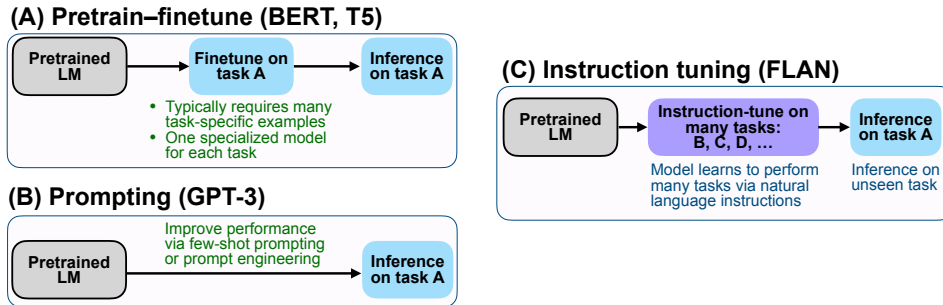 (A) Pretrain–finetune (BERT, T5)
Pretrained
LM
Finetune on
task A
Inference
on task A
• Typically requires many
task-specific examples
• One specialized model
for each task
(B) Prompting (GPT-3)
Pretrained
LM
Improve performance
via few-shot prompting
or prompt engineering
Inference
on task A
(C) Instruction tuning (FLAN)
Pretrained
LM
Instruction-tune on
many tasks:
B, C, D, …
Inference
on task A
Model learns to perform
many tasks via natural
language instructions
Inference on
unseen task